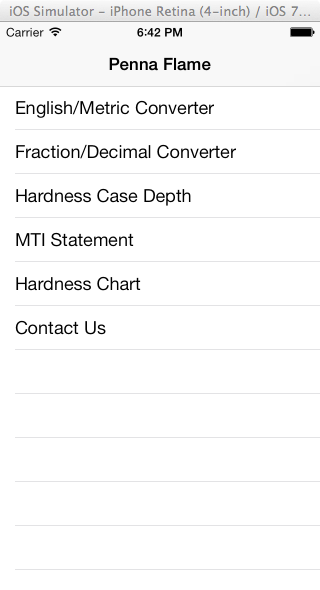 iOS Simulator – iPhone Retina (4-inch) / iOS 7...
Carrier 6:42 PM
Penna Flame
English/Metric Converter
Fraction/Decimal Converter
Hardness Case Depth
MTI Statement
Hardness Chart
Contact Us